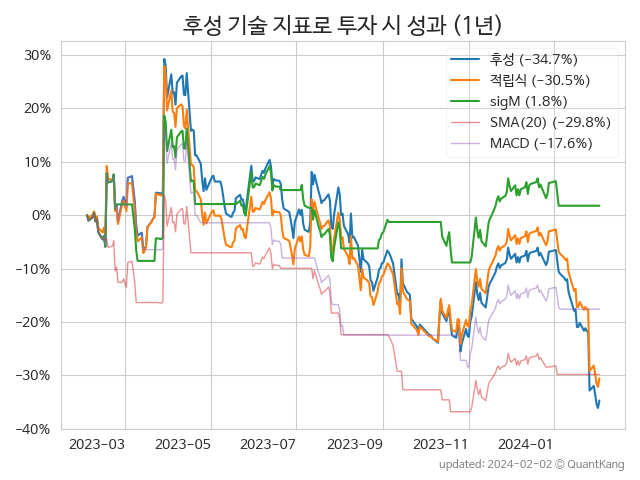 후성 기술 지표로 투자 시 성과 (1년)
후성 (−34.7%)
적립식 (−30.5%)
sigM (1.8%)
SMA(20) (−29.8%)
MACD (−17.6%)
30%
20%
10%
0%
−10%
−20%
−30%
−40%
2023-03 2023-05 2023-07 2023-09 2023-11 2024-01
updated: 2024-02-02 © QuantKang